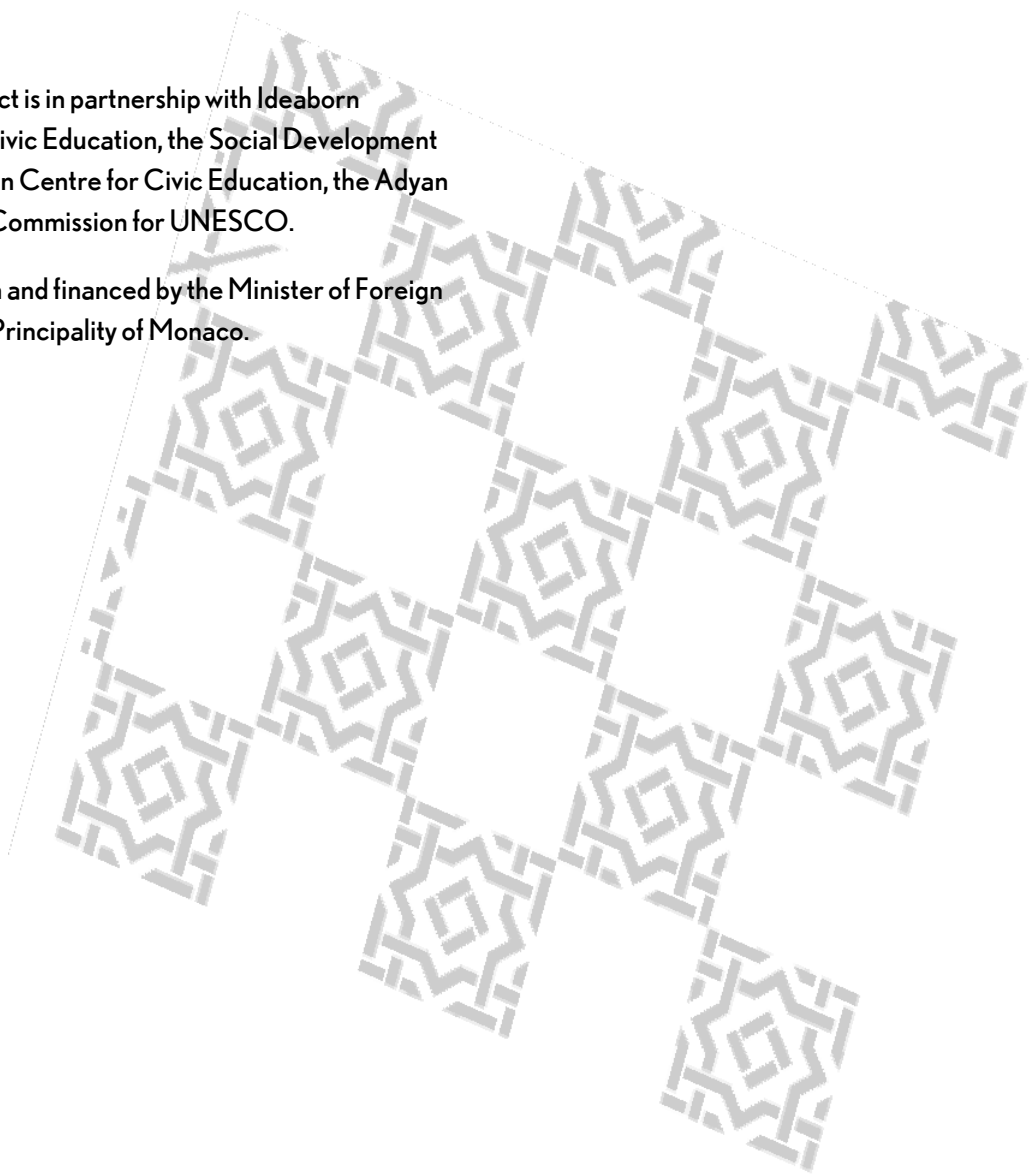 ct is in partnership with Ideaborn
ivic Education, the Social Development
n Centre for Civic Education, the Adyan
Commission for UNESCO.
and financed by the Minister of Foreign
Principality of Monaco.